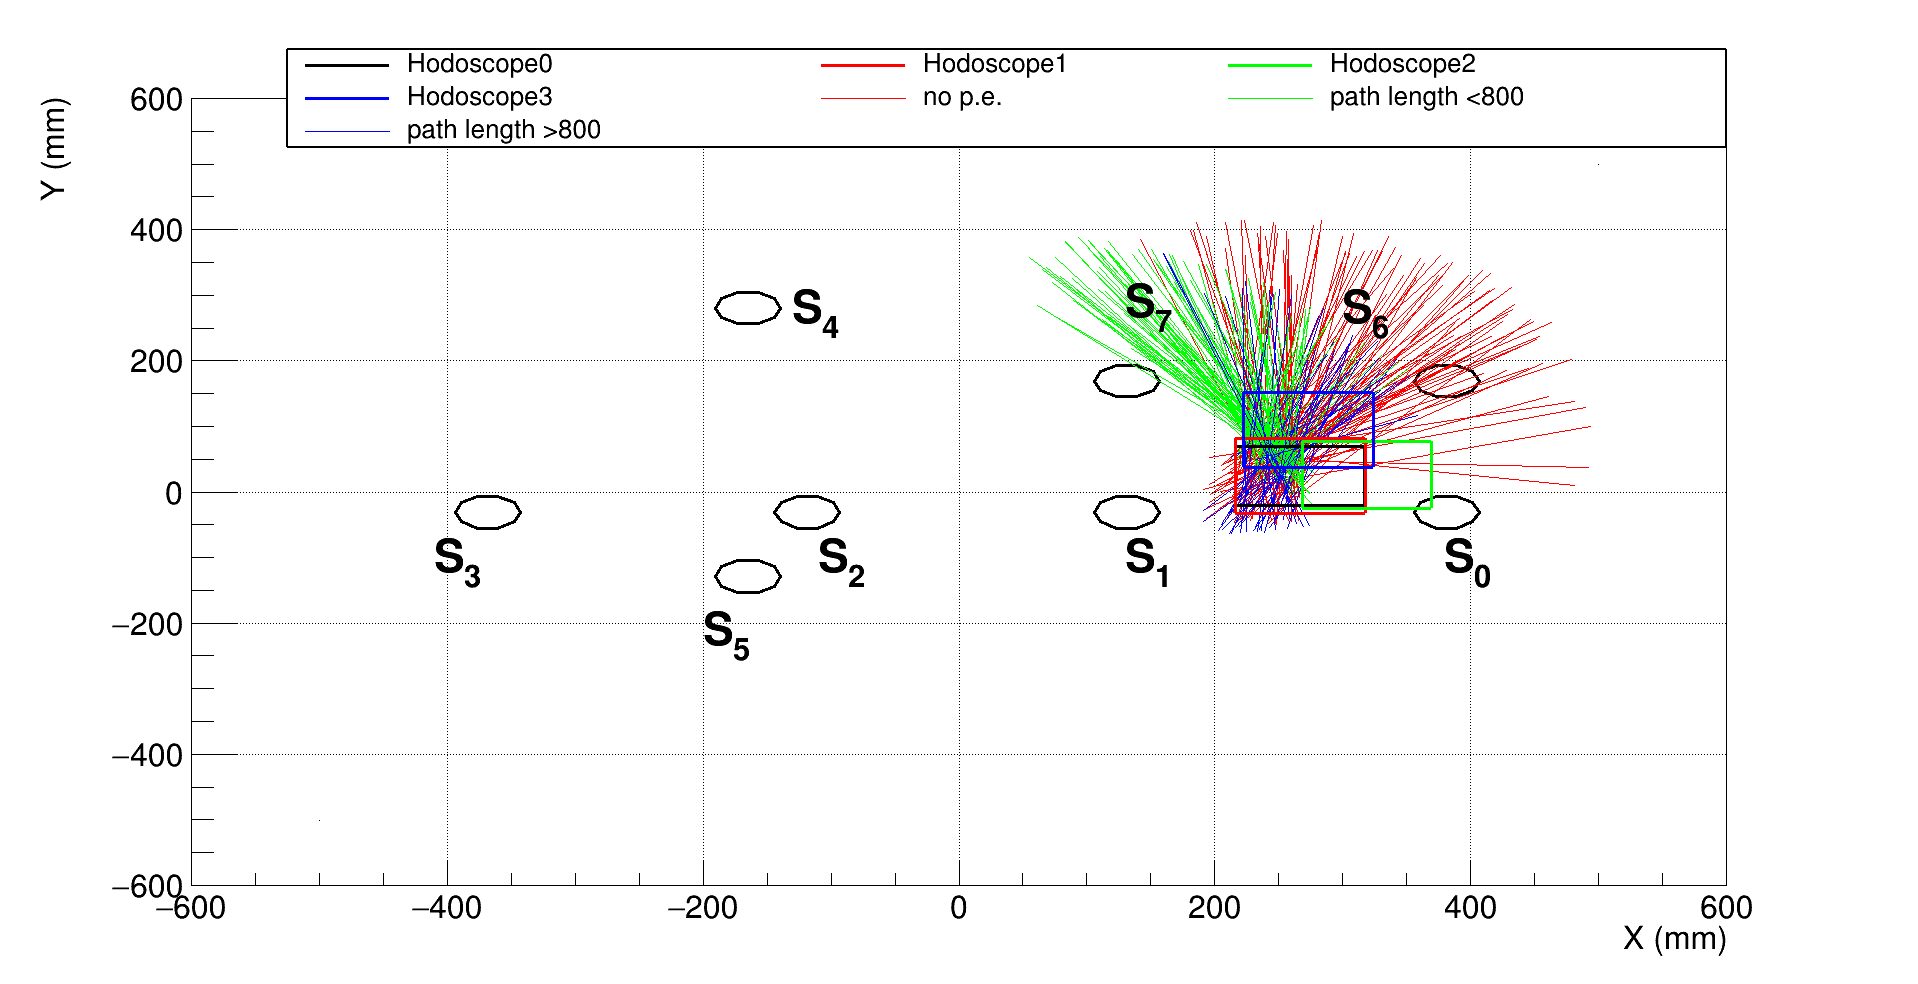 Hodoscope0 Hodoscope1 Hodoscope2
Hodoscope3 no p.e. path length <800
path length >800
Y (mm)
600
400
200
0
−200
−400
−600
S4
S7
S6
S3
S2
S1
S0
S5
−600 −400 −200 0 200 400 600
X (mm)